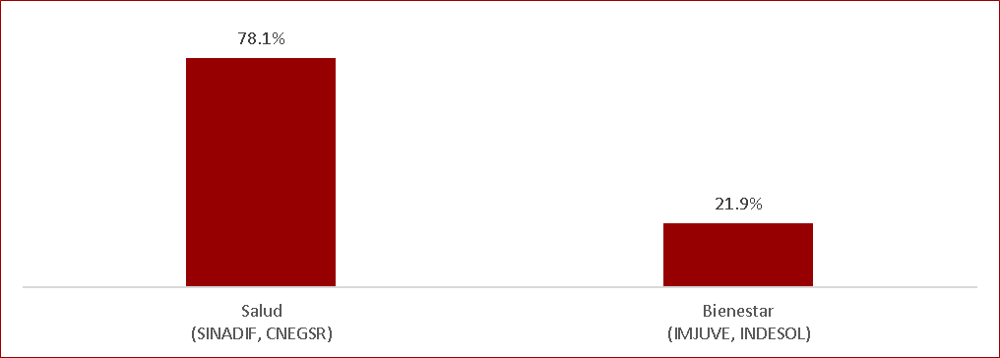 78.1%
21.9%
Salud
(SINADIF, CNEGSR)
Bienestar
(IMJUVE, INDESOL)